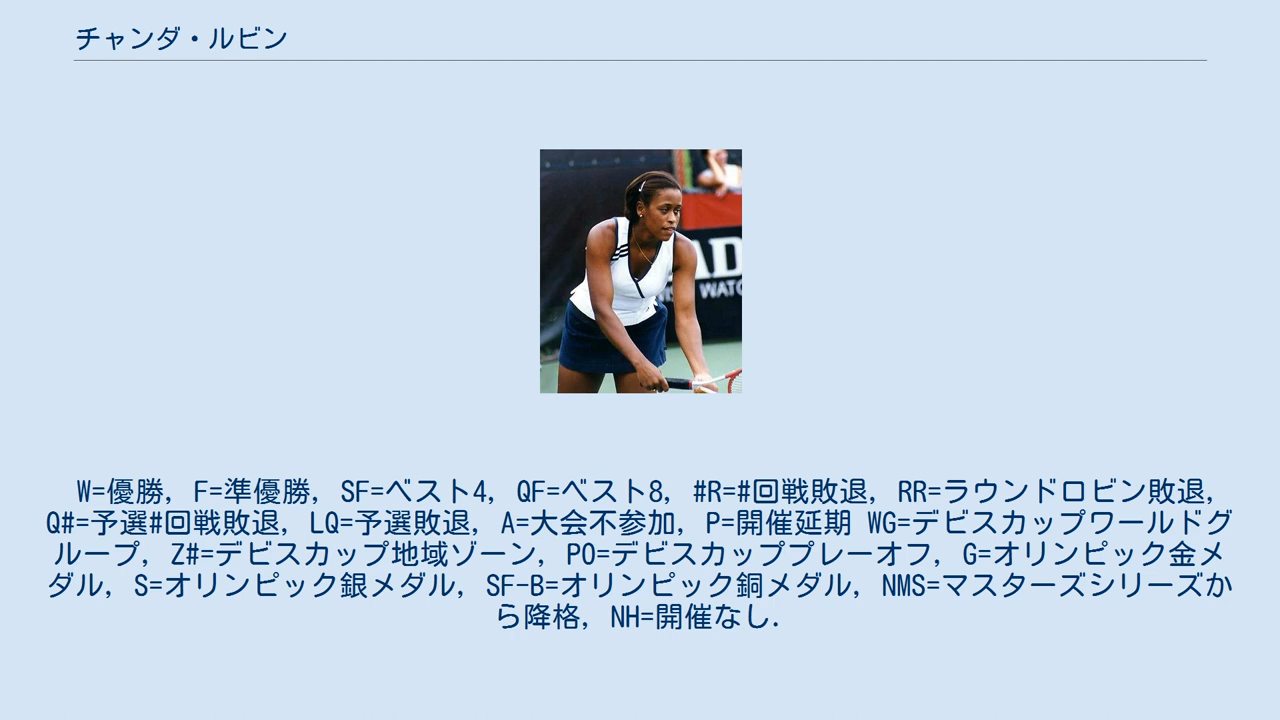 チャンダ・ルビン
AD
WATC
W=優勝, F=準優勝, SF=ベスト4, QF=ベスト8, #R=#回戦敗退, RR=ラウンドロビン敗退,
Q#=予選#回戦敗退, LQ=予選敗退, A=大会不参加, P=開催延期 WG=デビスカップワールドグ
ループ, Z#=デビスカップ地域ゾーン, PO=デビスカッププレーオフ, G=オリンピック金メ
ダル, S=オリンピック銀メダル, SF-B=オリンピック銅メダル, NMS=マスターズシリーズか
ら降格, NH=開催なし.